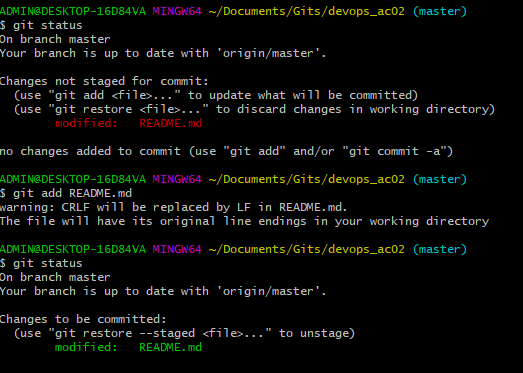 ADMIN@DESKTOP-16D84VA MINGW64 ~/Documents/Gits/devops_ac02 (master)
$ git status
On branch master
Your branch is up to date with 'origin/master'.
Changes not staged for commit:
  (use "git add <file>..." to update what will be committed)
  (use "git restore <file>..." to discard changes in working directory)
        modified:   README.md
no changes added to commit (use "git add" and/or "git commit -a")
ADMIN@DESKTOP-16D84VA MINGW64 ~/Documents/Gits/devops_ac02 (master)
$ git add README.md
warning: CRLF will be replaced by LF in README.md.
The file will have its original line endings in your working directory
ADMIN@DESKTOP-16D84VA MINGW64 ~/Documents/Gits/devops_ac02 (master)
$ git status
On branch master
Your branch is up to date with 'origin/master'.
Changes to be committed:
  (use "git restore --staged <file>..." to unstage)
        modified:   README.md